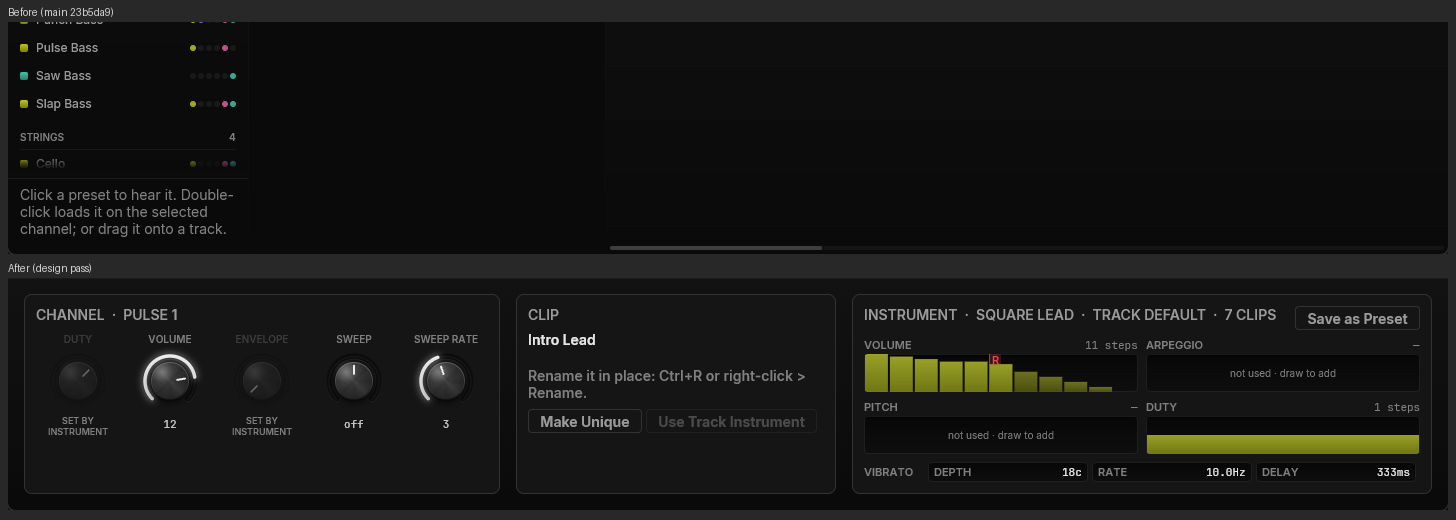 Before (main 23b5da9)
Punch Bass
Pulse Bass
Saw Bass
Slap Bass
STRINGS 4
Cello
Click a preset to hear it. Double-
click loads it on the selected
channel; or drag it onto a track.
After (design pass)
CHANNEL · PULSE 1
DUTY VOLUME ENVELOPE SWEEP SWEEP RATE
SET BY
INSTRUMENT
12
SET BY
INSTRUMENT
off
3
CLIP
Intro Lead
Rename it in place: Ctrl+R or right-click >
Rename.
Make Unique Use Track Instrument
INSTRUMENT · SQUARE LEAD · TRACK DEFAULT · 7 CLIPS Save as Preset
VOLUME 11 steps ARPEGGIO –
R
not used · draw to add
PITCH – DUTY 1 steps
not used · draw to add
VIBRATO DEPTH 18c RATE 10.0Hz DELAY 333ms